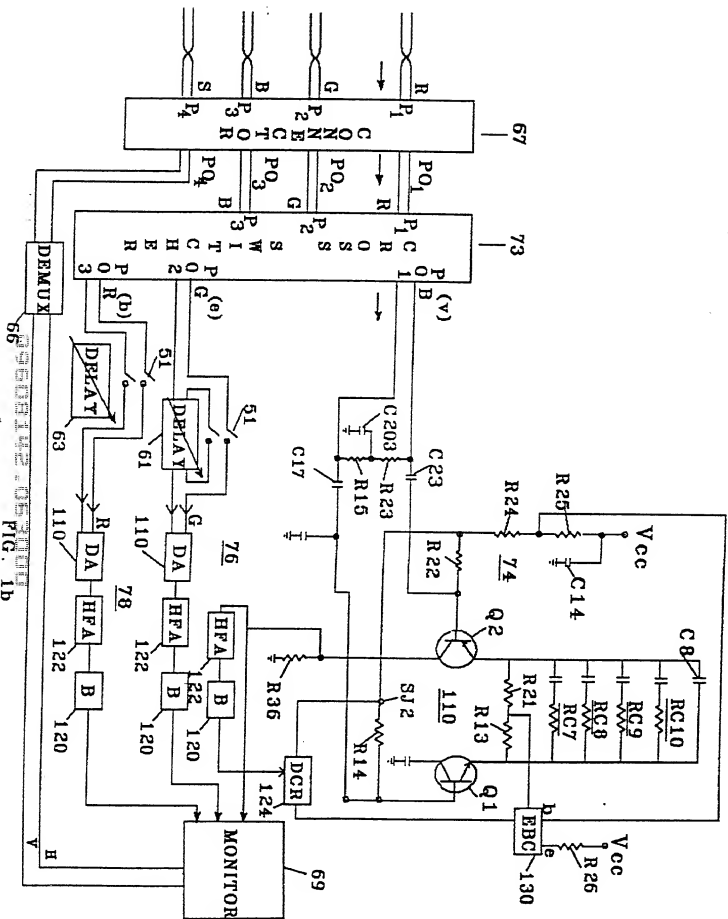 R
G
B
S
P1
P2
P3
P4
CONNECTOR
67
PO1
PO2
PO3
PO4
R
G
B
P1
P2
P3
CROSS SWITCHER
73
PO1
B
(v)
PO2
G
(e)
PO3
R
(b)
DEMUX
66
51
DELAY
63
51
DELAY
61
C203
R15
R23
C17
C23
R22
R24
74
R25
C14
Vcc
Q2
C8
RC10
RC9
RC8
RC7
R21
R13
110
R36
SJ2
R14
Q1
b
EBC
e
130
R26
Vcc
DCR
124
76
HFA
122
B
120
G
110
DA
HFA
122
B
120
R
110
DA
78
HFA
122
B
120
MONITOR
69
H
V
FIG. 1b